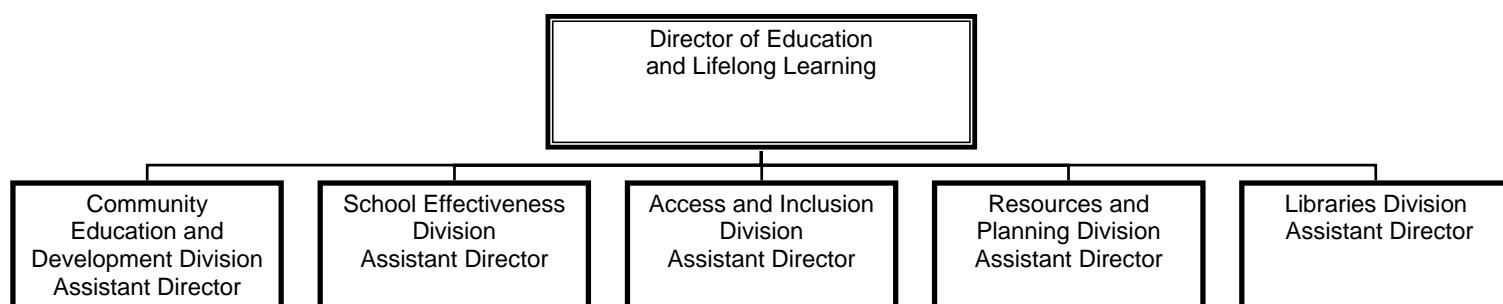 Director of Education
and Lifelong Learning
Community
Education and
Development Division
Assistant Director
School Effectiveness
Division
Assistant Director
Access and Inclusion
Division
Assistant Director
Resources and
Planning Division
Assistant Director
Libraries Division
Assistant Director